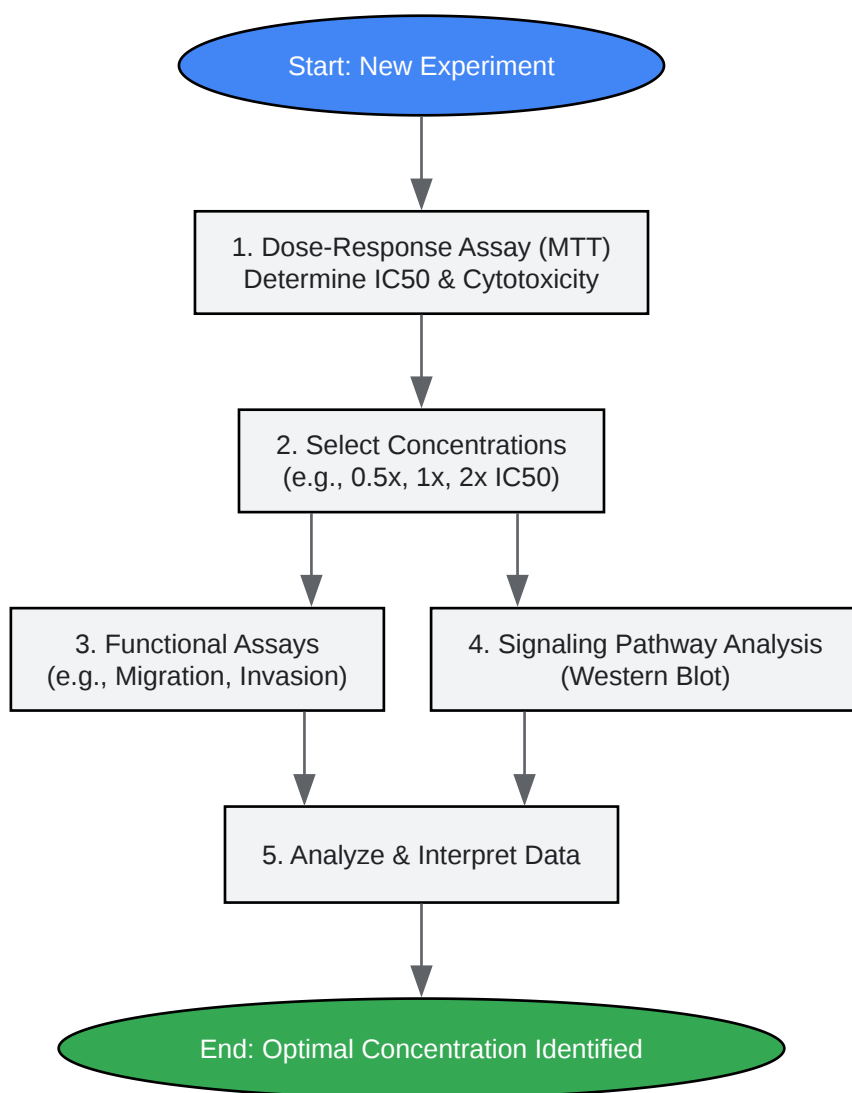 Start: New Experiment
1. Dose-Response Assay (MTT)
Determine IC50 & Cytotoxicity
2. Select Concentrations
(e.g., 0.5x, 1x, 2x IC50)
3. Functional Assays
(e.g., Migration, Invasion)
4. Signaling Pathway Analysis
(Western Blot)
5. Analyze & Interpret Data
End: Optimal Concentration Identified